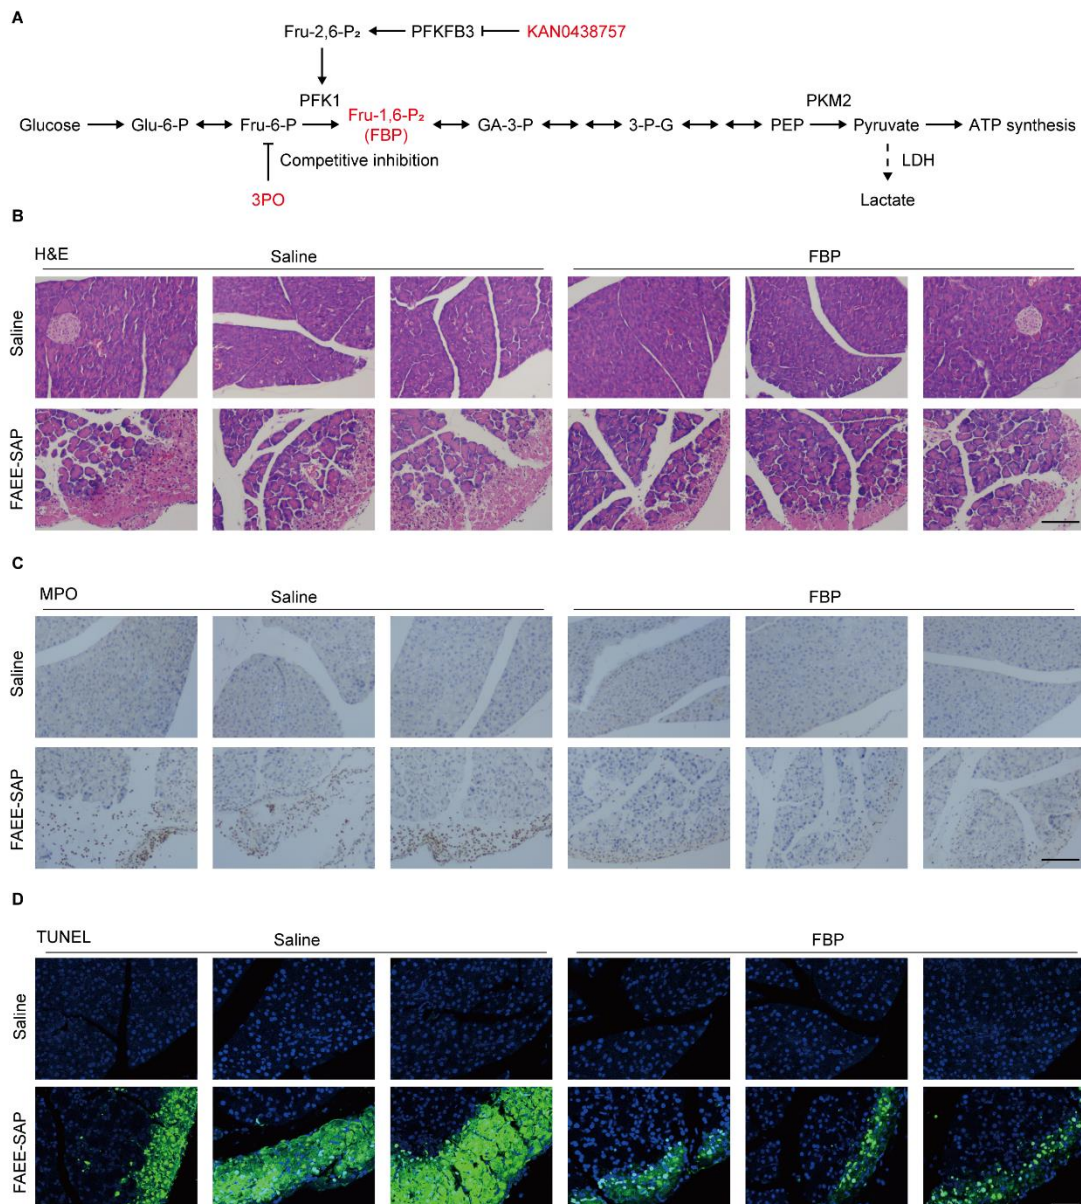 A
Fru-2,6-P₂ PFKFB3 KAN0438757
PFK1 PKM2
Glucose Glu-6-P Fru-6-P Fru-1,6-P₂ GA-3-P 3-P-G PEP Pyruvate ATP synthesis
(FBP)
Competitive inhibition LDH
3PO Lactate
B
H&E Saline FBP
Saline
FAEE-SAP
C
MPO Saline FBP
Saline
FAEE-SAP
D
TUNEL Saline FBP
Saline
FAEE-SAP